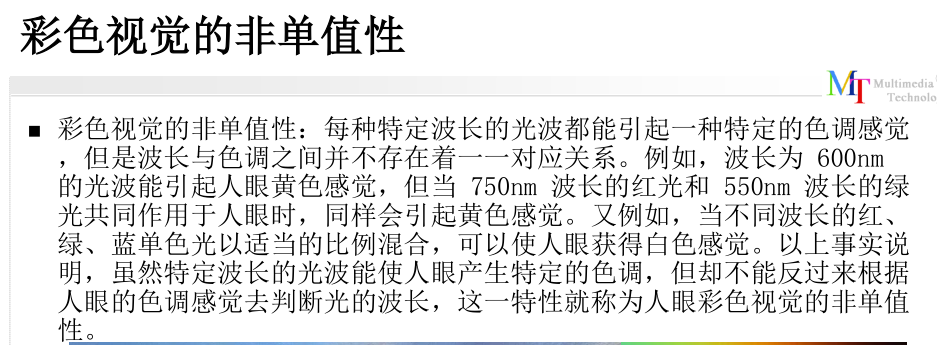 彩色视觉的非单值性
MT Multimedia
Technolo
■ 彩色视觉的非单值性：每种特定波长的光波都能引起一种特定的色调感觉
，但是波长与色调之间并不存在着一一对应关系。例如，波长为 600nm
的光波能引起人眼黄色感觉，但当 750nm 波长的红光和 550nm 波长的绿
光共同作用于人眼时，同样会引起黄色感觉。又例如，当不同波长的红、
绿、蓝单色光以适当的比例混合，可以使人眼获得白色感觉。以上事实说
明，虽然特定波长的光波能使人眼产生特定的色调，但却不能反过来根据
人眼的色调感觉去判断光的波长，这一特性就称为人眼彩色视觉的非单值
性。